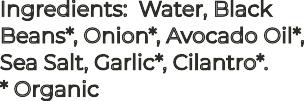 Ingredients: Water, Black
Beans*, Onion*, Avocado Oil*,
Sea Salt, Garlic*, Cilantro*.
* Organic